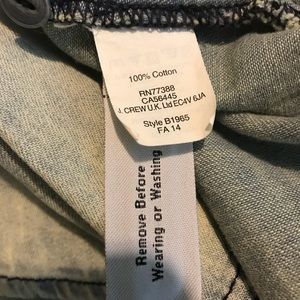 100% Cotton
RN77388
CA56445
J. CREW U.K. Ltd EC4V 6JA
Style B1965
FA 14
Remove Before
Wearing or Washing